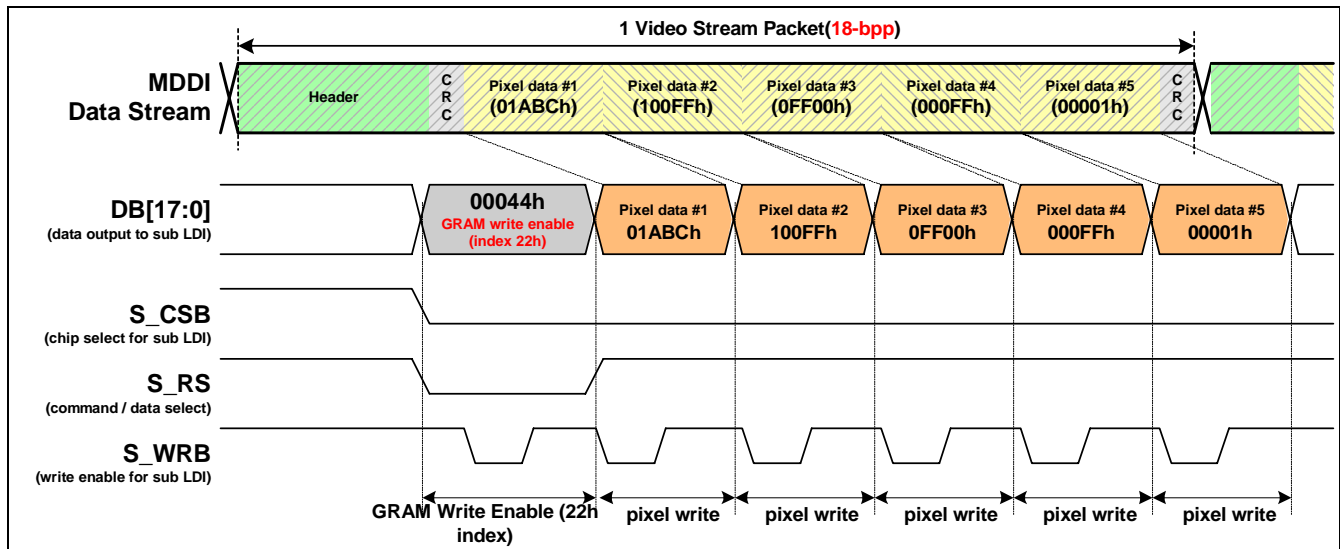 1 Video Stream Packet(18-bpp)
MDDI
Data Stream
Header
C
R
C
Pixel data #1
(01ABCh)
Pixel data #2
(100FFh)
Pixel data #3
(0FF00h)
Pixel data #4
(000FFh)
Pixel data #5
(00001h)
C
R
C
DB[17:0]
(data output to sub LDI)
00044h
GRAM write enable
(index 22h)
Pixel data #1
01ABCh
Pixel data #2
100FFh
Pixel data #3
0FF00h
Pixel data #4
000FFh
Pixel data #5
00001h
S_CSB
(chip select for sub LDI)
S_RS
(command / data select)
S_WRB
(write enable for sub LDI)
GRAM Write Enable (22h
index)
pixel write
pixel write
pixel write
pixel write
pixel write